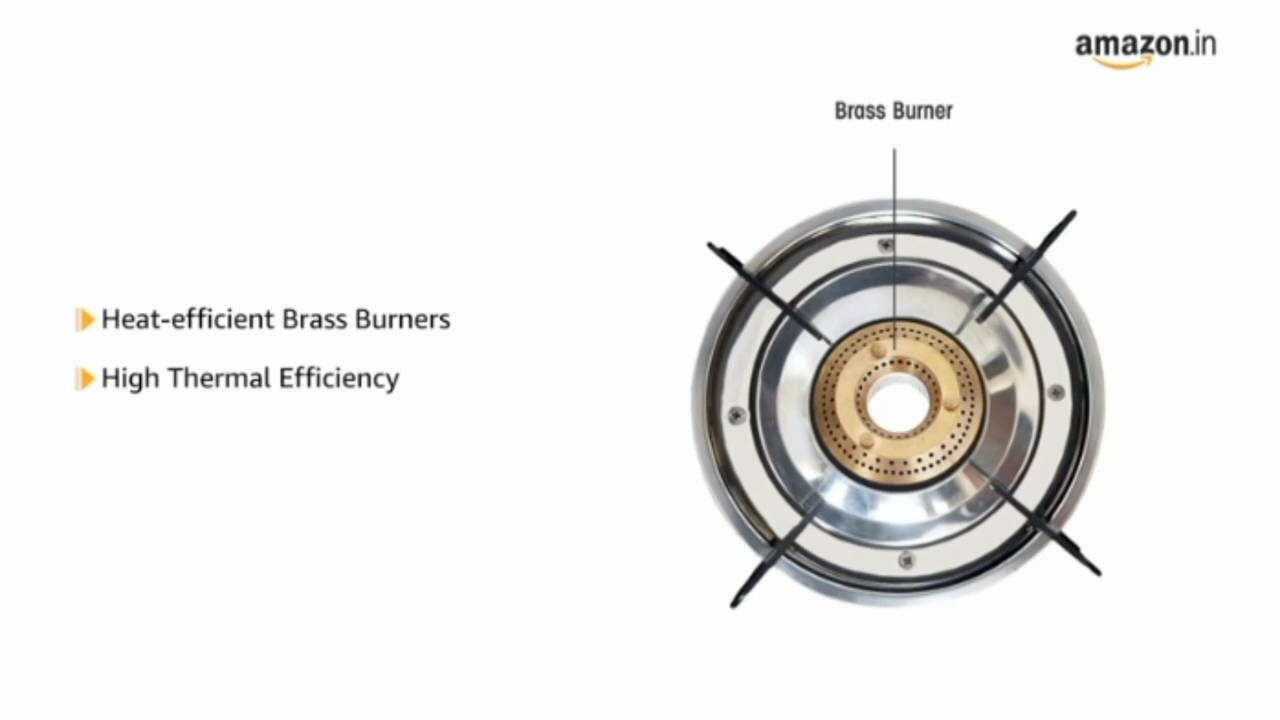 amazon.in
Brass Burner
Heat-efficient Brass Burners
High Thermal Efficiency